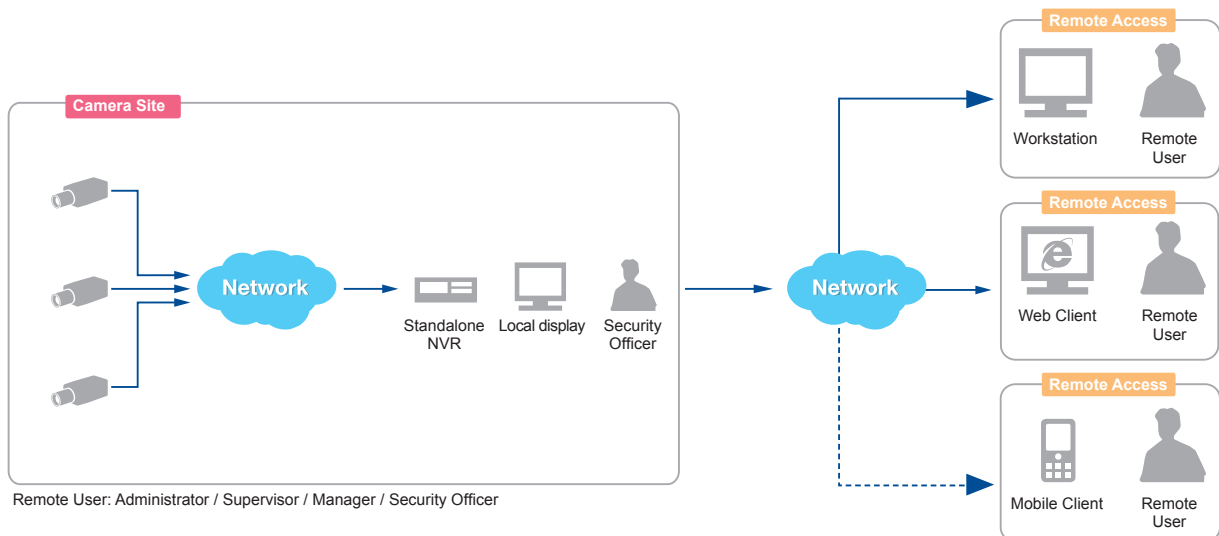 Camera Site
Network
Standalone
NVR
Local display
Security
Officer
Remote User: Administrator / Supervisor / Manager / Security Officer
Network
Remote Access
Workstation
Remote
User
Remote Access
Web Client
Remote
User
Remote Access
Mobile Client
Remote
User